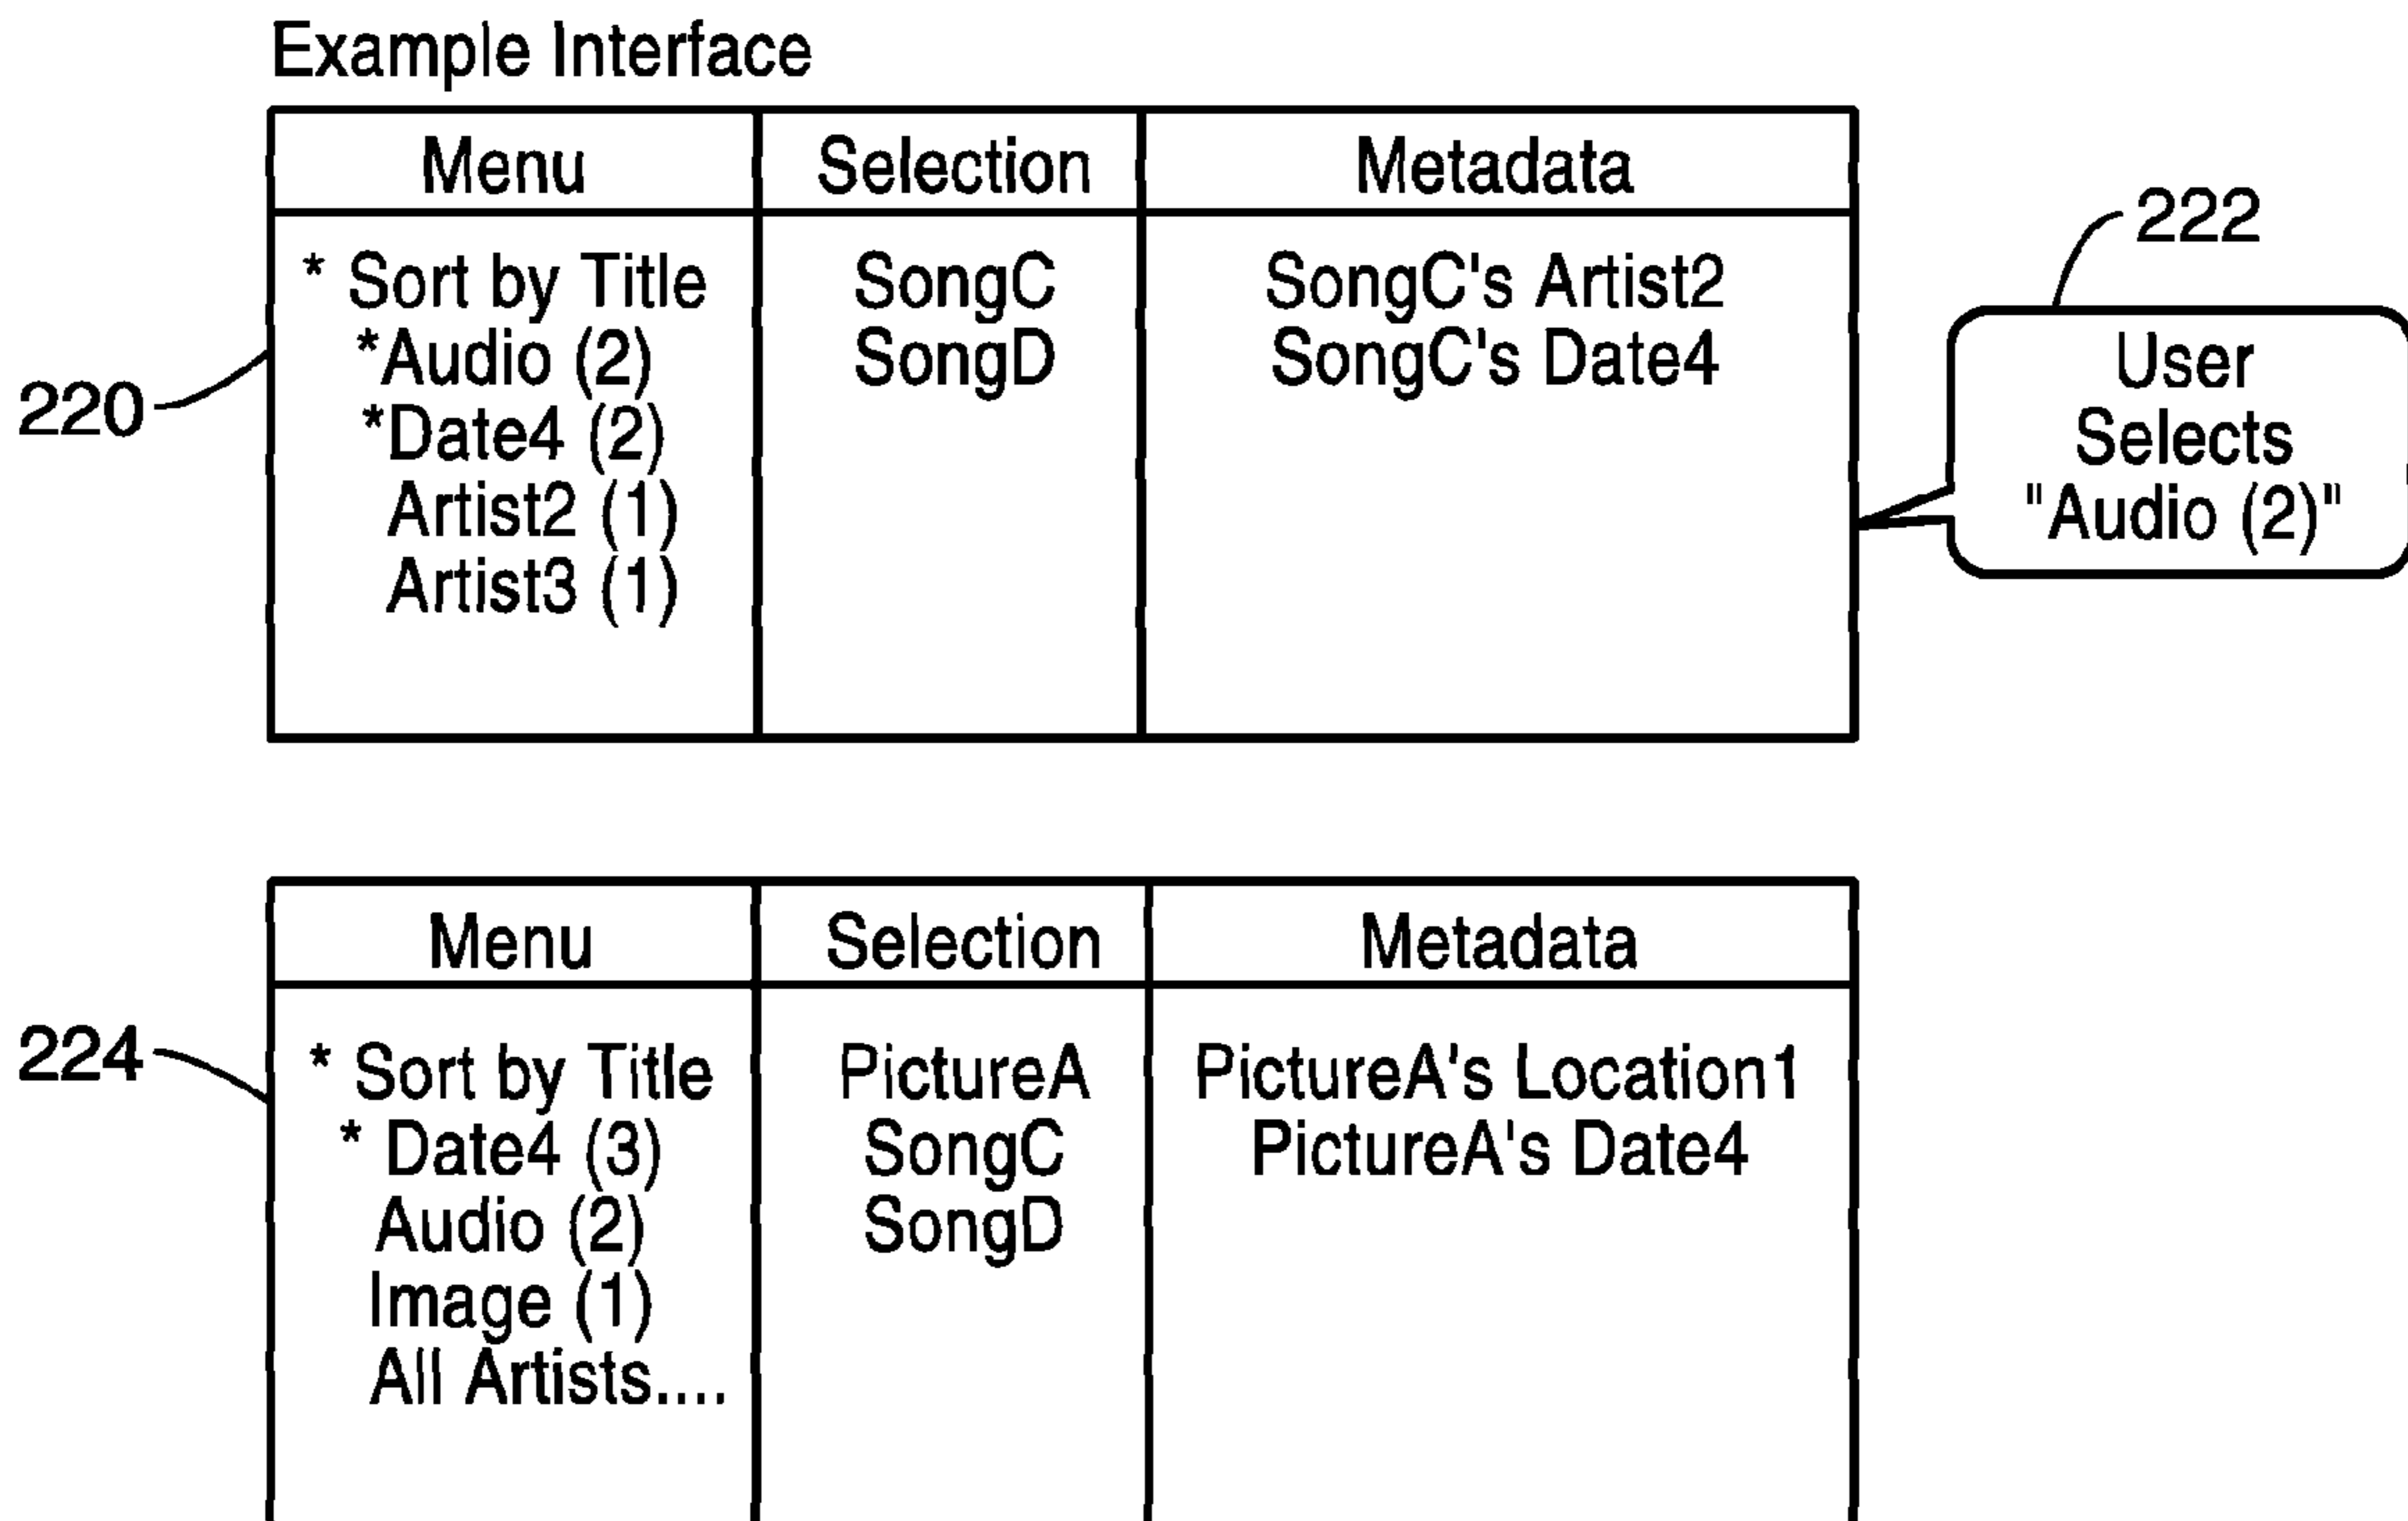 Example Interface
Menu Selection Metadata
* Sort by Title SongC SongC's Artist2
*Audio (2) SongD SongC's Date4
*Date4 (2)
Artist2 (1)
Artist3 (1)
220
222
User
Selects
"Audio (2)"
Menu Selection Metadata
* Sort by Title PictureA PictureA's Location1
* Date4 (3) SongC PictureA's Date4
Audio (2) SongD
Image (1)
All Artists....
224